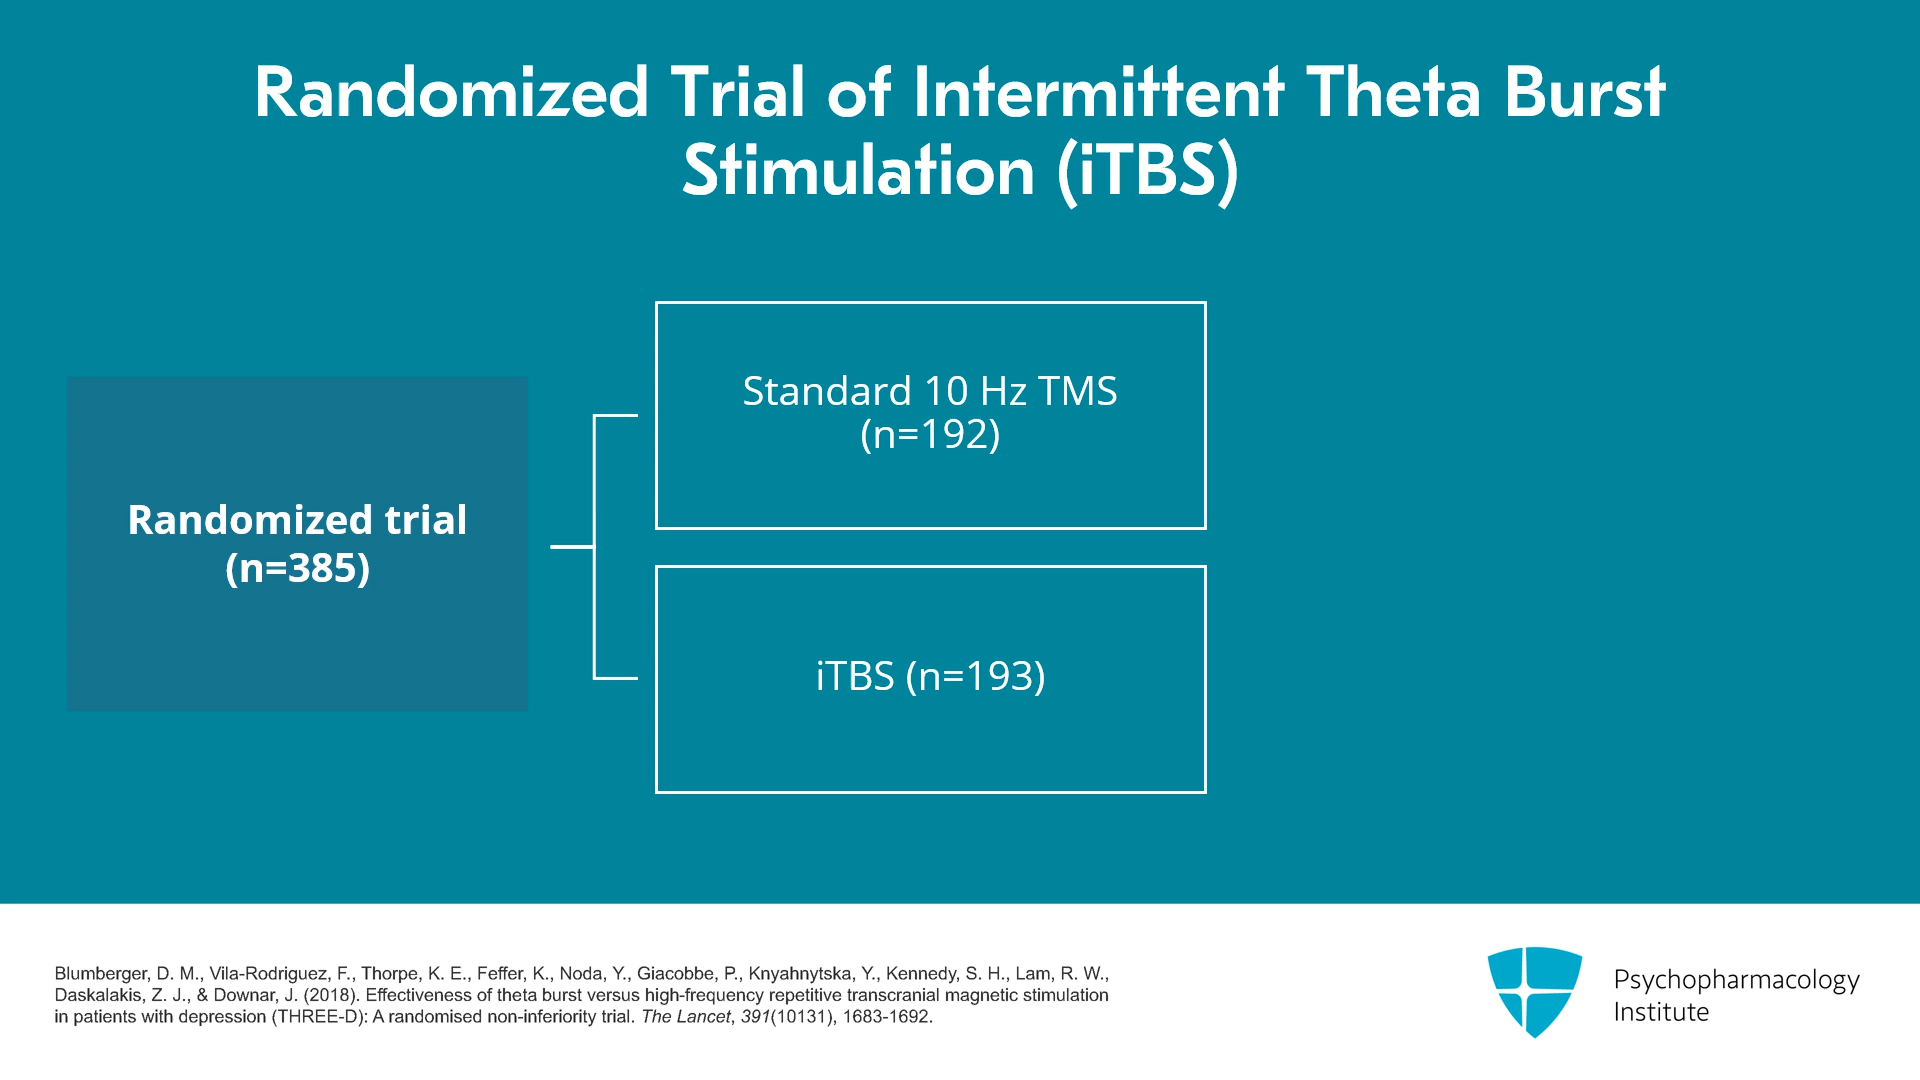 Randomized Trial of Intermittent Theta Burst
Stimulation (iTBS)
Standard 10 Hz TMS
(n=192)
Randomized trial
(n=385)
iTBS (n=193)
Blumberger, D. M., Vila-Rodriguez, F., Thorpe, K. E., Feffer, K., Noda, Y., Giacobbe, P., Knyahnytska, Y., Kennedy, S. H., Lam, R. W.,
Daskalakis, Z. J., & Downar, J. (2018). Effectiveness of theta burst versus high-frequency repetitive transcranial magnetic stimulation
in patients with depression (THREE-D): A randomised non-inferiority trial. The Lancet, 391(10131), 1683-1692.
Psychopharmacology
Institute